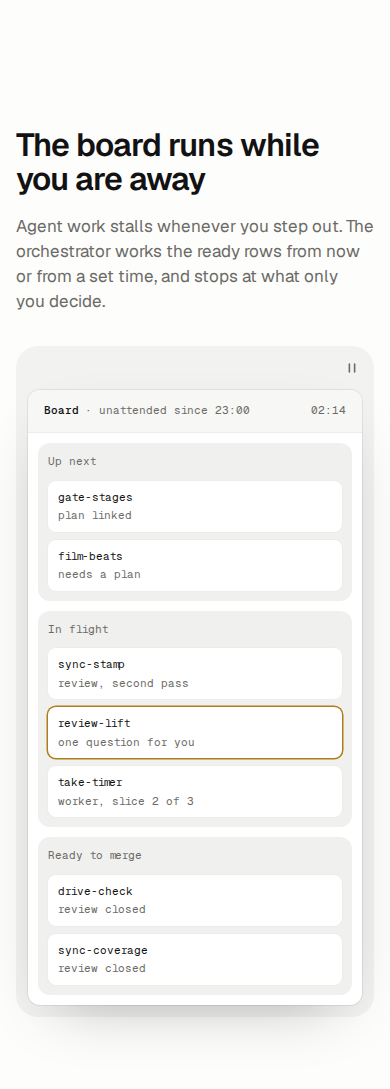 The board runs while
you are away
Agent work stalls whenever you step out. The
orchestrator works the ready rows from now
or from a set time, and stops at what only
you decide.
Board · unattended since 23:00 02:14
Up next
gate-stages
plan linked
film-beats
needs a plan
In flight
sync-stamp
review, second pass
review-lift
one question for you
take-timer
worker, slice 2 of 3
Ready to merge
drive-check
review closed
sync-coverage
review closed